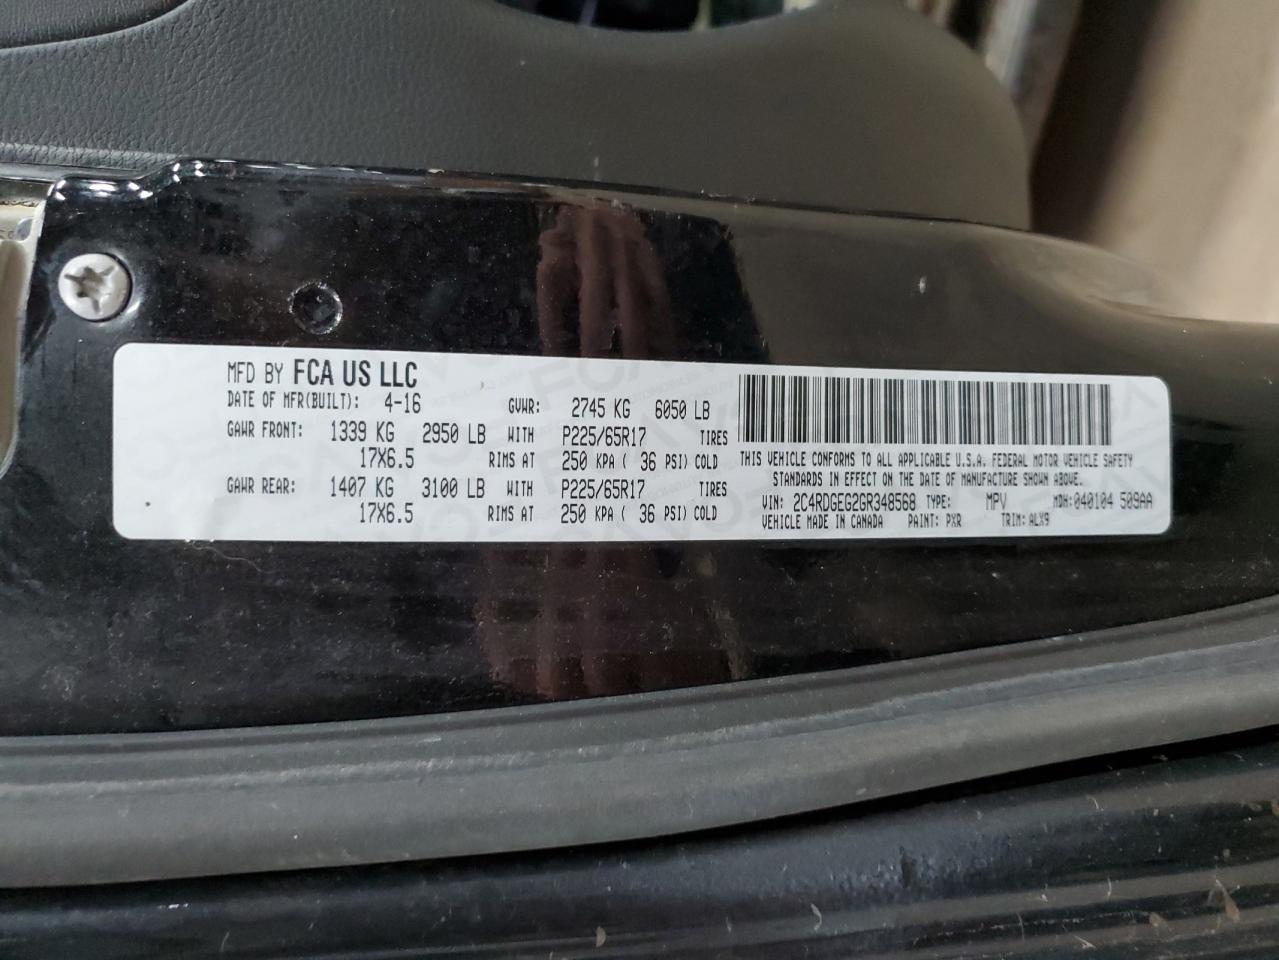 MFD BY FCA US LLC
DATE OF MFR(BUILT): 4-16 GVWR: 2745 KG 6050 LB
GAWR FRONT: 1339 KG 2950 LB WITH P225/65R17 TIRES
17X6.5 RIMS AT 250 KPA ( 36 PSI) COLD
GAWR REAR: 1407 KG 3100 LB WITH P225/65R17 TIRES
17X6.5 RIMS AT 250 KPA ( 36 PSI) COLD
THIS VEHICLE CONFORMS TO ALL APPLICABLE U.S.A. FEDERAL MOTOR VEHICLE SAFETY
STANDARDS IN EFFECT ON THE DATE OF MANUFACTURE SHOWN ABOVE.
VIN: 2C4RDGEG2GR348568 TYPE: MPV MDH:040104 509AA
VEHICLE MADE IN CANADA PAINT: PXR TRIM: ALX9